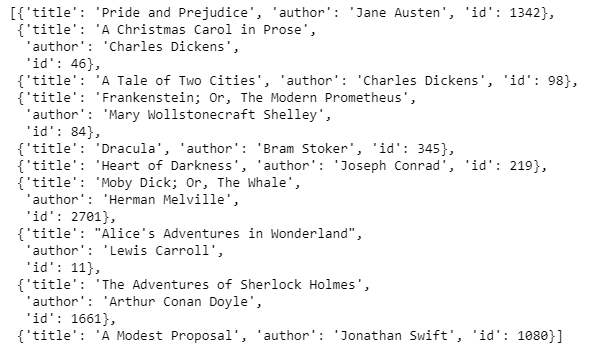 [{'title': 'Pride and Prejudice', 'author': 'Jane Austen', 'id': 1342},
{'title': 'A Christmas Carol in Prose',
'author': 'Charles Dickens',
'id': 46},
{'title': 'A Tale of Two Cities', 'author': 'Charles Dickens', 'id': 98},
{'title': 'Frankenstein; Or, The Modern Prometheus',
'author': 'Mary Wollstonecraft Shelley',
'id': 84},
{'title': 'Dracula', 'author': 'Bram Stoker', 'id': 345},
{'title': 'Heart of Darkness', 'author': 'Joseph Conrad', 'id': 219},
{'title': 'Moby Dick; Or, The Whale',
'author': 'Herman Melville',
'id': 2701},
{'title': "Alice's Adventures in Wonderland",
'author': 'Lewis Carroll',
'id': 11},
{'title': 'The Adventures of Sherlock Holmes',
'author': 'Arthur Conan Doyle',
'id': 1661},
{'title': 'A Modest Proposal', 'author': 'Jonathan Swift', 'id': 1080}]